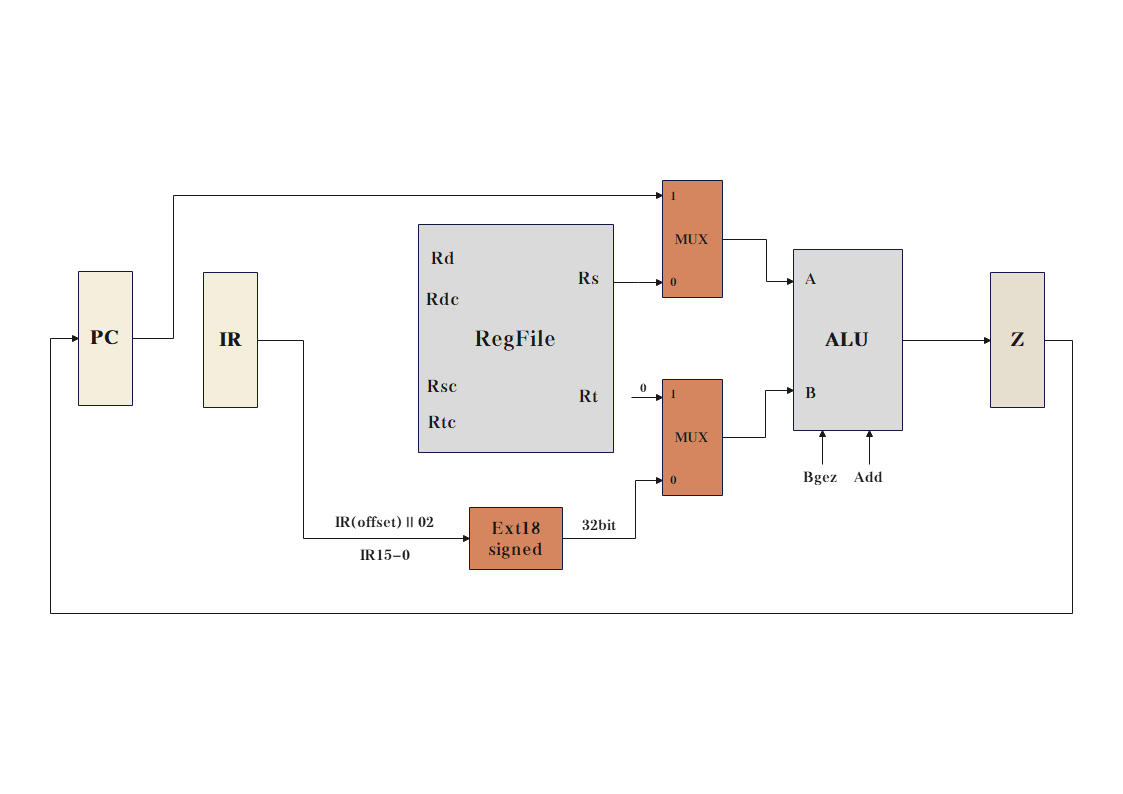 1
MUX
0
Rd
Rdc
Rs
RegFile
Rsc
Rtc
Rt
PC
IR
A
ALU
B
Z
0
1
MUX
0
Bgez
Add
IR(offset) || 02
IR15-0
Ext18
signed
32bit